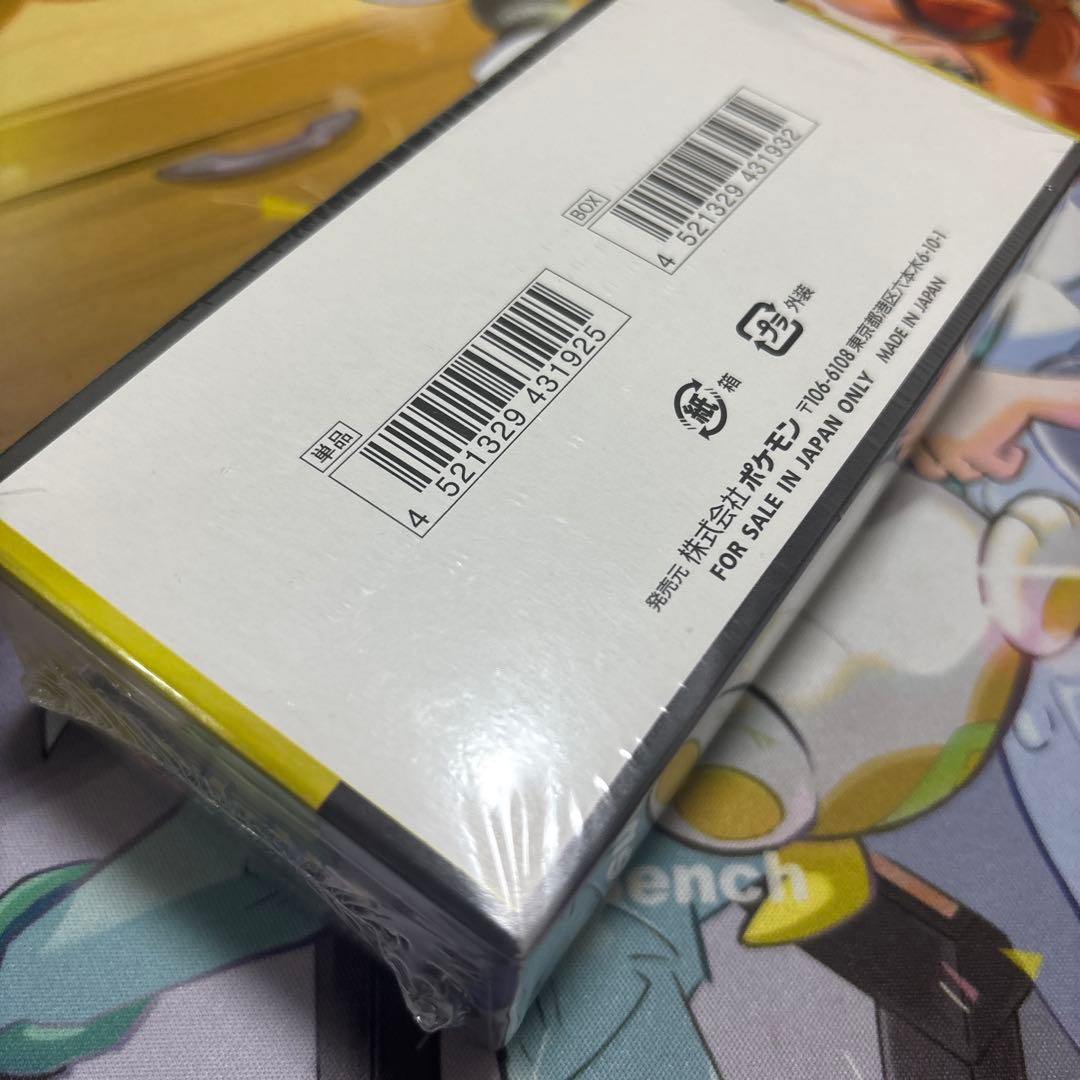 BOX
4 521329 431932
単品
4 521329 431925
プラ 外装
紙 箱
発売元 株式会社 ポケモン 〒106-6108 東京都港区六本木6-10-1
FOR SALE IN JAPAN ONLY MADE IN JAPAN
ench